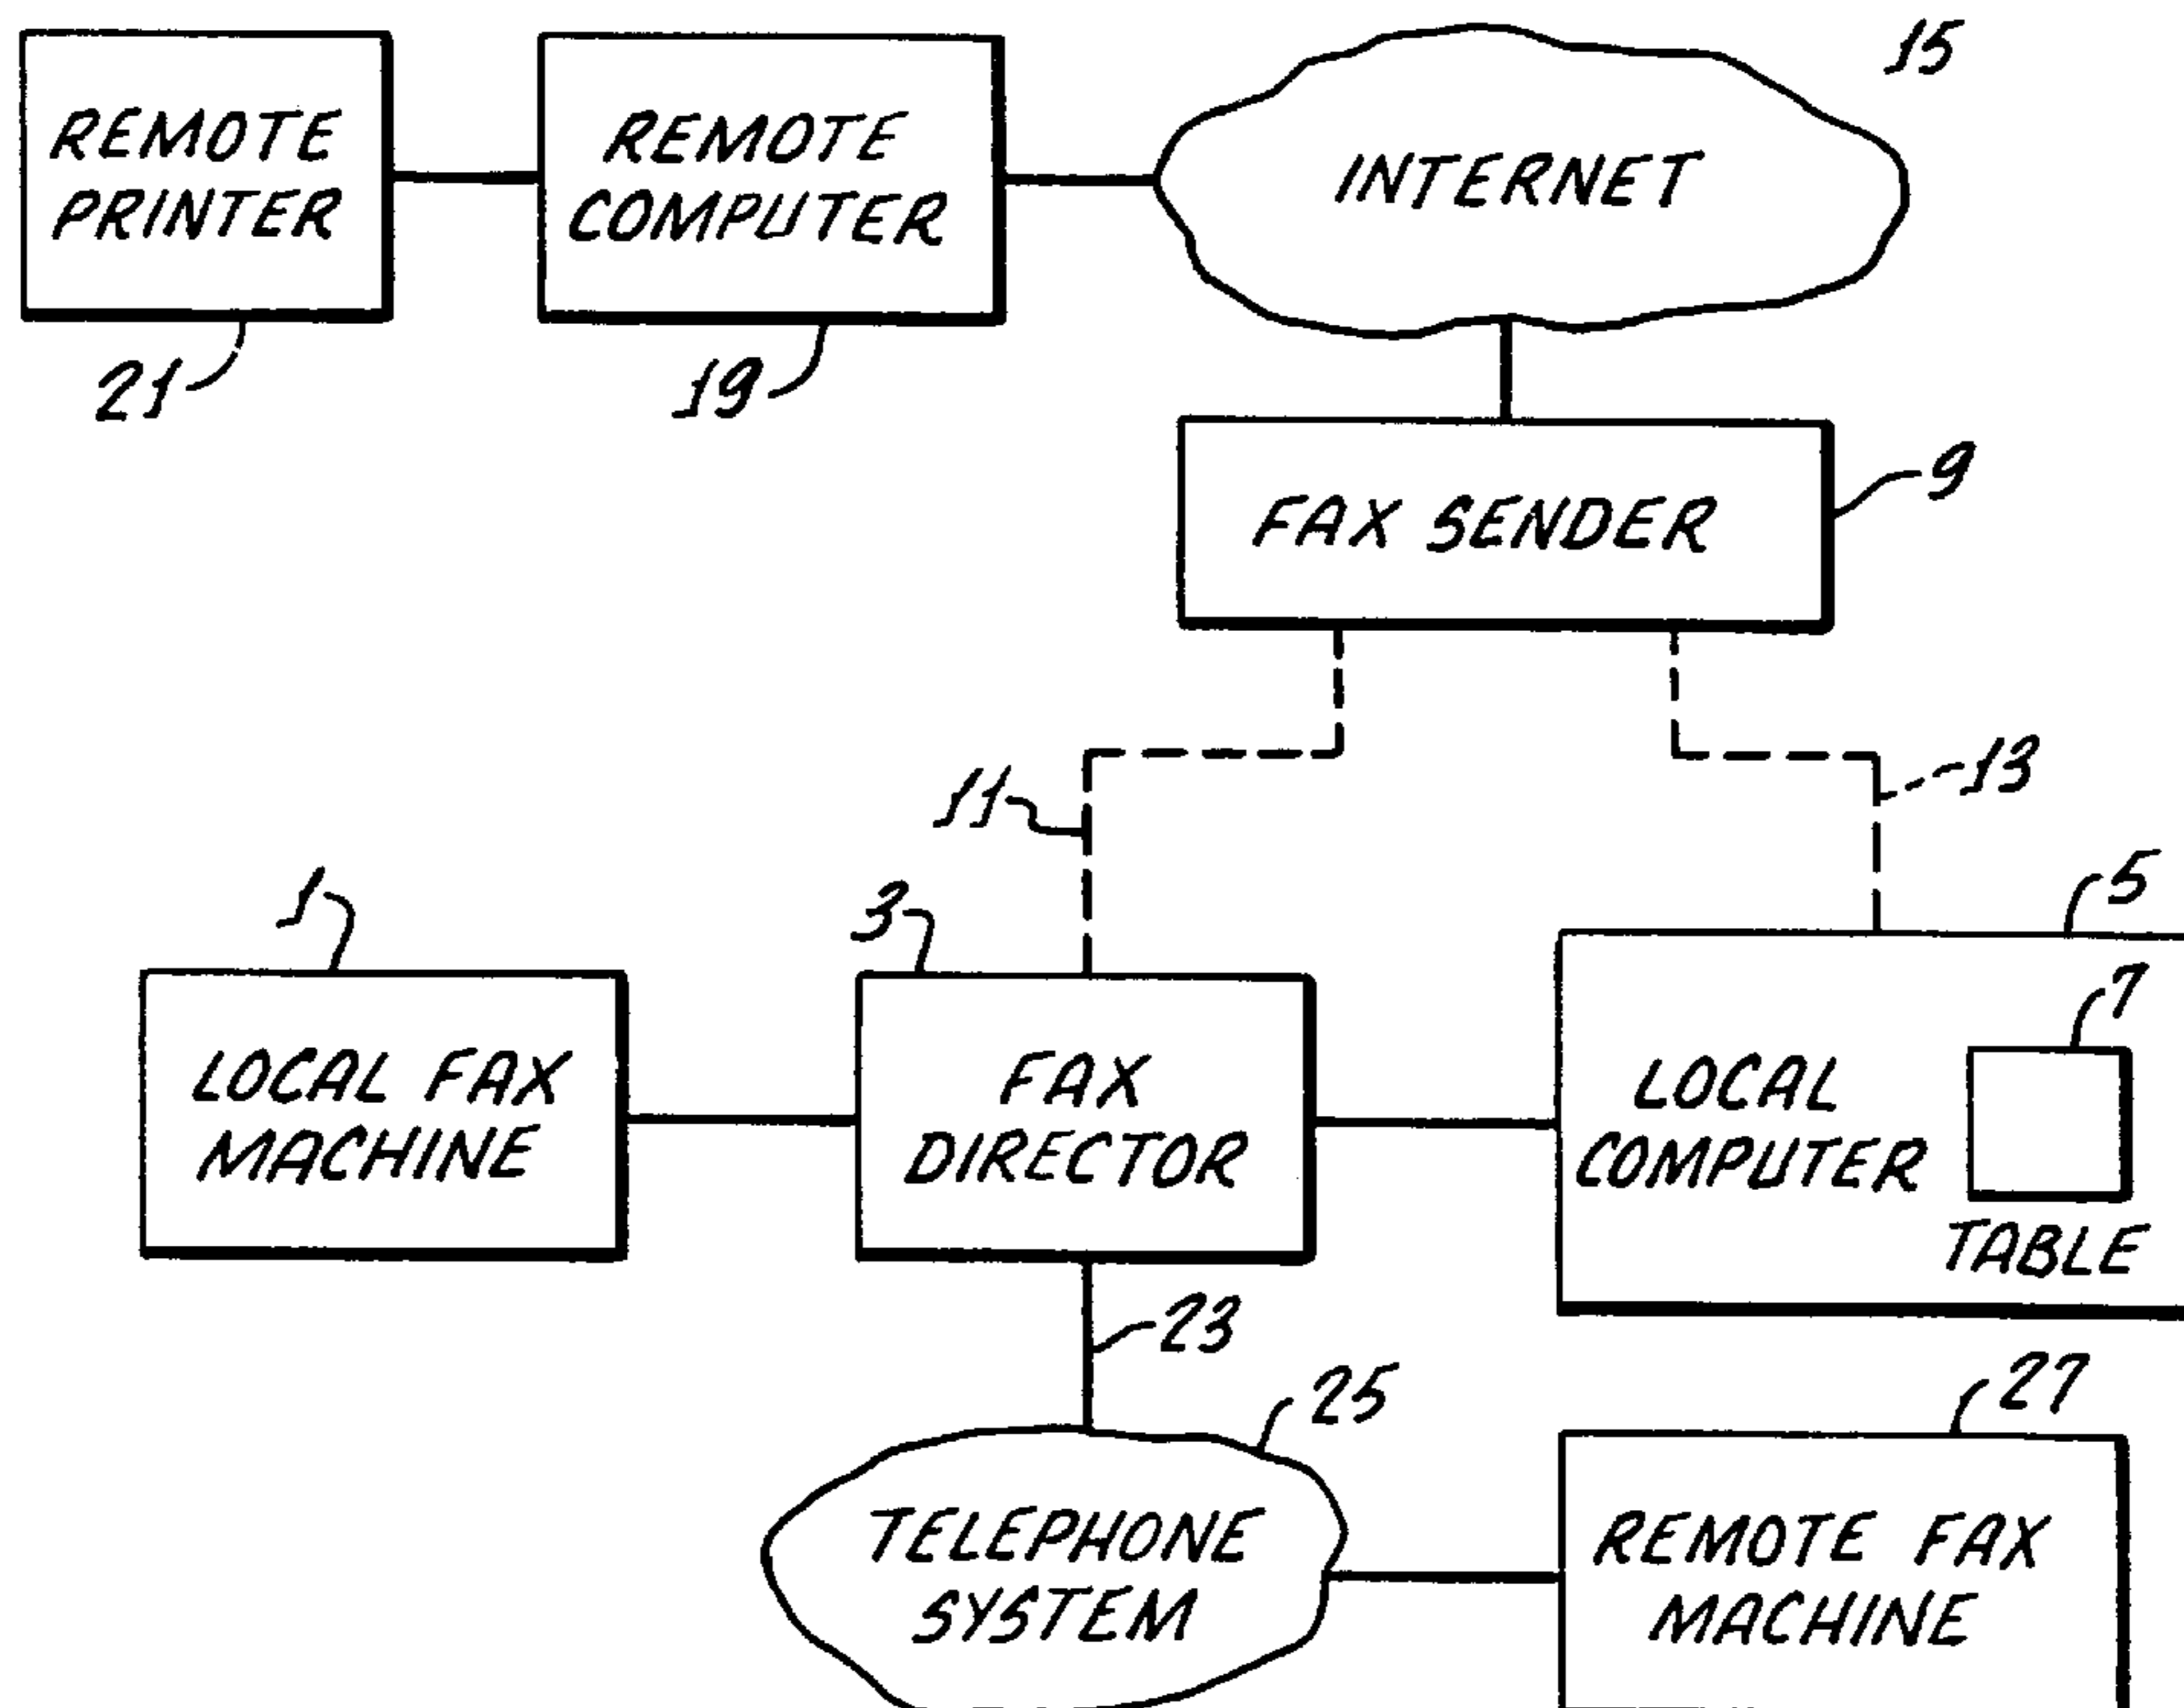 15
REMOTE
PRINTER
REMOTE
COMPUTER
INTERNET
21
19
FAX SENDER
9
11
13
1
3
5
7
LOCAL FAX
MACHINE
FAX
DIRECTOR
LOCAL
COMPUTER
TABLE
23
25
27
TELEPHONE
SYSTEM
REMOTE FAX
MACHINE